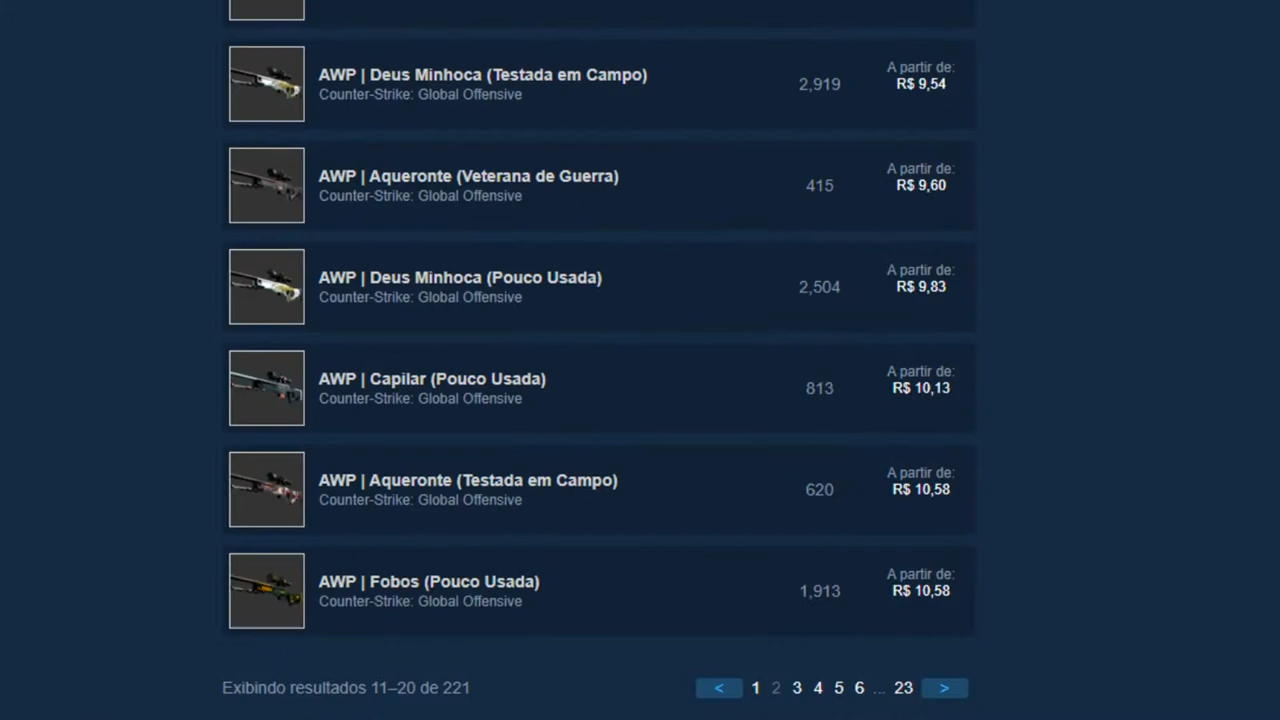 AWP | Deus Minhoca (Testada em Campo)
Counter-Strike: Global Offensive
2,919
A partir de:
R$ 9,54
AWP | Aqueronte (Veterana de Guerra)
Counter-Strike: Global Offensive
415
A partir de:
R$ 9,60
AWP | Deus Minhoca (Pouco Usada)
Counter-Strike: Global Offensive
2,504
A partir de:
R$ 9,83
AWP | Capilar (Pouco Usada)
Counter-Strike: Global Offensive
813
A partir de:
R$ 10,13
AWP | Aqueronte (Testada em Campo)
Counter-Strike: Global Offensive
620
A partir de:
R$ 10,58
AWP | Fobos (Pouco Usada)
Counter-Strike: Global Offensive
1,913
A partir de:
R$ 10,58
Exibindo resultados 11–20 de 221
< 1 2 3 4 5 6 ... 23 >